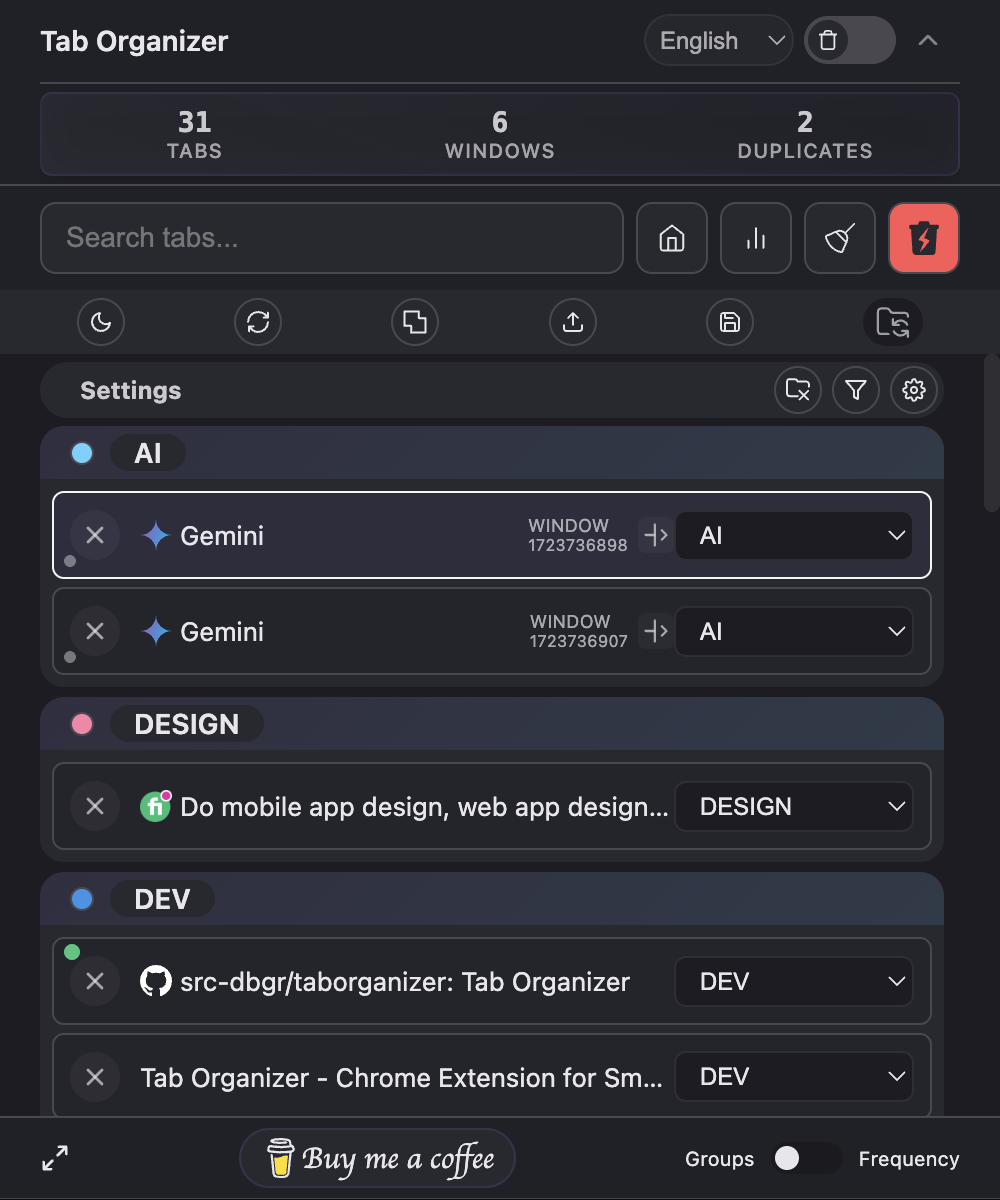 Tab Organizer
English
31
TABS
6
WINDOWS
2
DUPLICATES
Search tabs...
Settings
AI
Gemini
WINDOW
1723736898
AI
Gemini
WINDOW
1723736907
AI
DESIGN
fi
Do mobile app design, web app design...
DESIGN
DEV
src-dbgr/taborganizer: Tab Organizer
DEV
Tab Organizer - Chrome Extension for Sm...
DEV
Buy me a coffee
Groups
Frequency